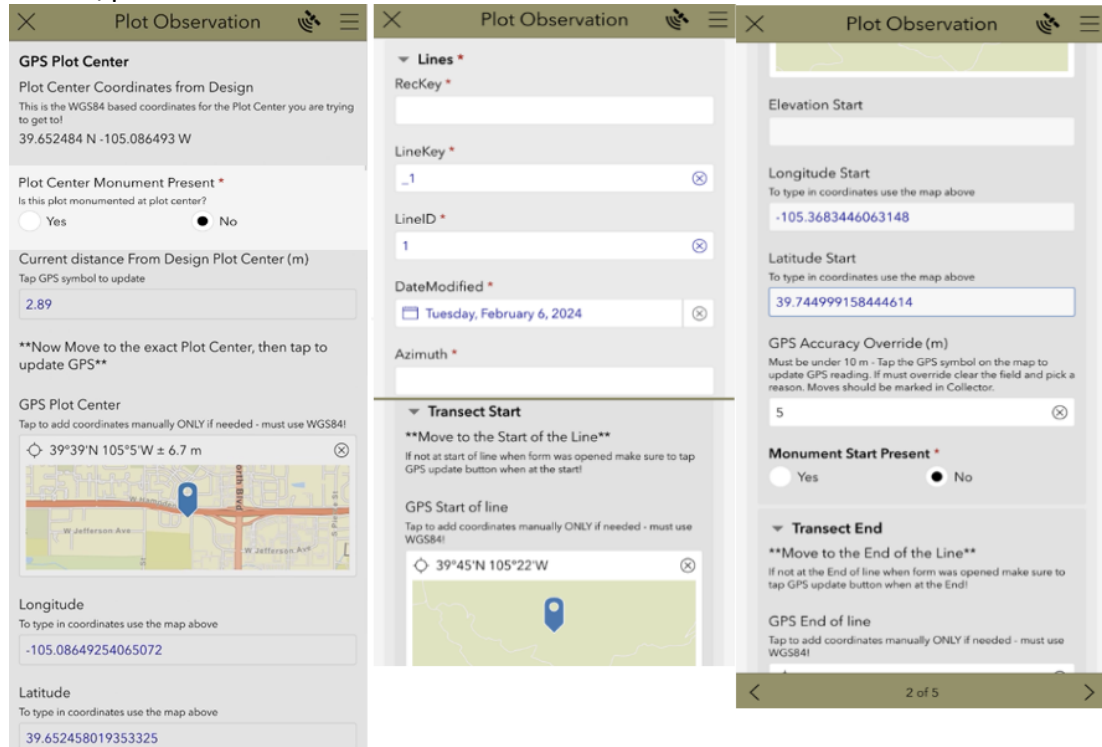 Plot Observation
GPS Plot Center
Plot Center Coordinates from Design
This is the WGS84 based coordinates for the Plot Center you are trying
to get to!
39.652484 N -105.086493 W
Plot Center Monument Present *
Is this plot monumented at plot center?
Yes No
Current distance From Design Plot Center (m)
Tap GPS symbol to update
2.89
**Now Move to the exact Plot Center, then tap to
update GPS**
GPS Plot Center
Tap to add coordinates manually ONLY if needed - must use WGS84!
39°39'N 105°5'W ± 6.7 m
W Hampden
orth Blvd
S Pierce St
W Jefferson Ave
W Jefferson Ave
Longitude
To type in coordinates use the map above
-105.08649254065072
Latitude
To type in coordinates use the map above
39.652458019353325
Plot Observation
Lines *
RecKey *
LineKey *
_1
LineID *
1
DateModified *
Tuesday, February 6, 2024
Azimuth *
Transect Start
**Move to the Start of the Line**
If not at start of line when form was opened make sure to tap
GPS update button when at the start!
GPS Start of line
Tap to add coordinates manually ONLY if needed - must use
WGS84!
39°45'N 105°22'W
Plot Observation
Elevation Start
Longitude Start
To type in coordinates use the map above
-105.3683446063148
Latitude Start
To type in coordinates use the map above
39.744999158444614
GPS Accuracy Override (m)
Must be under 10 m - Tap the GPS symbol on the map to
update GPS reading. If must override clear the field and pick a
reason. Moves should be marked in Collector.
5
Monument Start Present *
Yes No
Transect End
**Move to the End of the Line**
If not at the End of line when form was opened make sure to
tap GPS update button when at the End!
GPS End of line
Tap to add coordinates manually ONLY if needed - must use
WGS84!
2 of 5